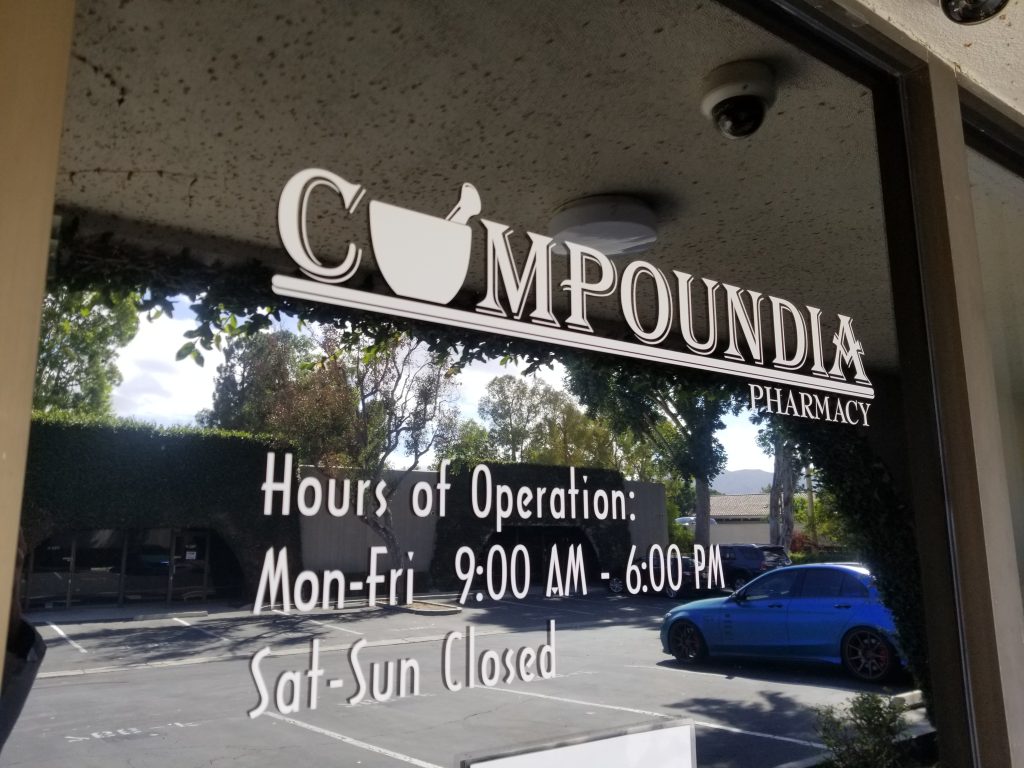 COMPOUNDIA
PHARMACY
Hours of Operation:
Mon-Fri 9:00 AM - 6:00 PM
Sat-Sun Closed